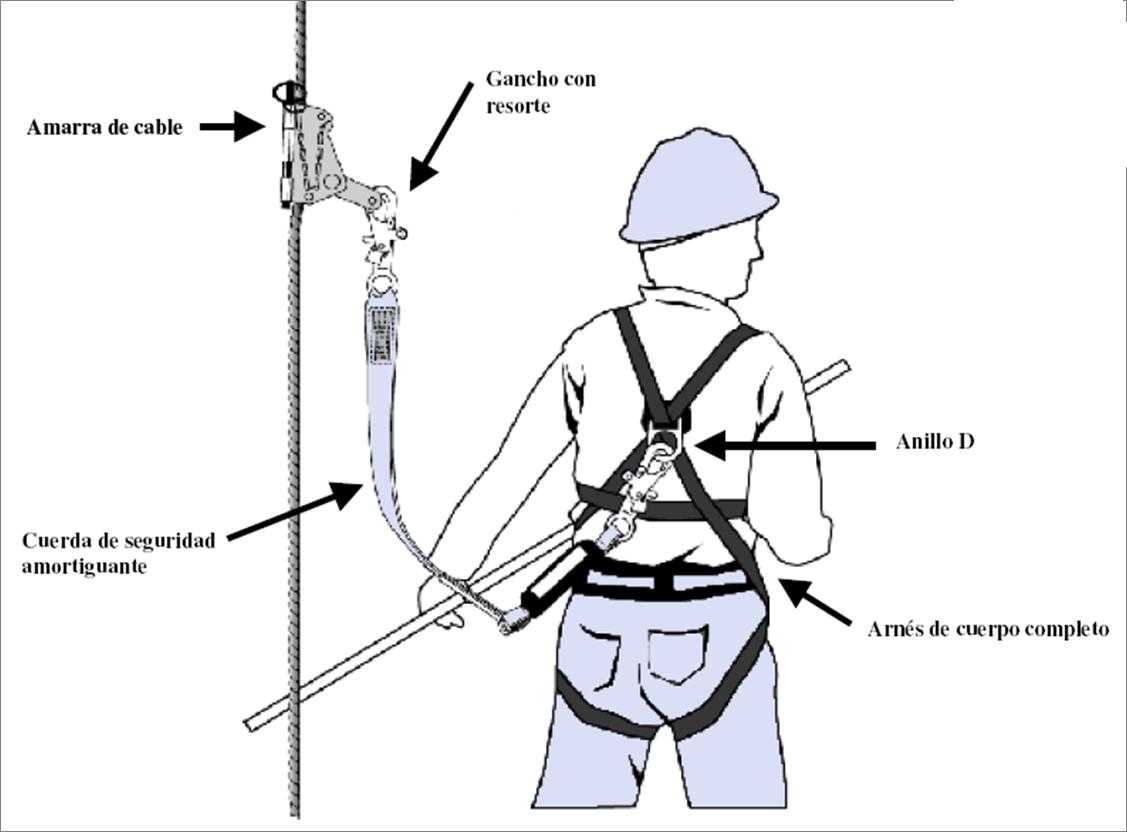 Gancho con
resorte
Amarra de cable
Anillo D
Cuerda de seguridad
amortiguante
Arnés de cuerpo completo